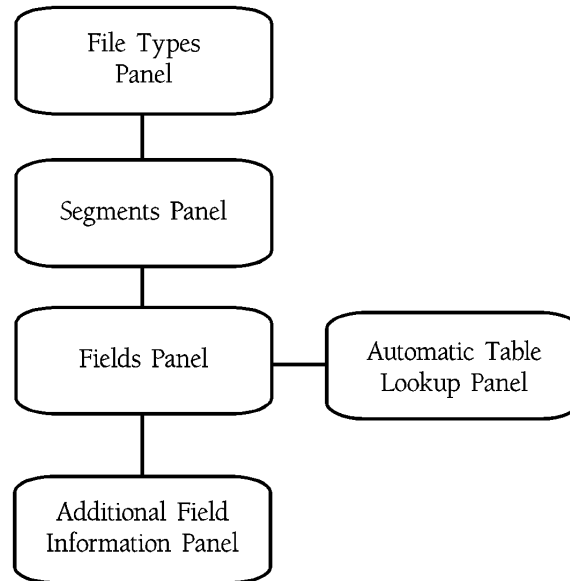 File Types
Panel
Segments Panel
Fields Panel
Automatic Table
Lookup Panel
Additional Field
Information Panel